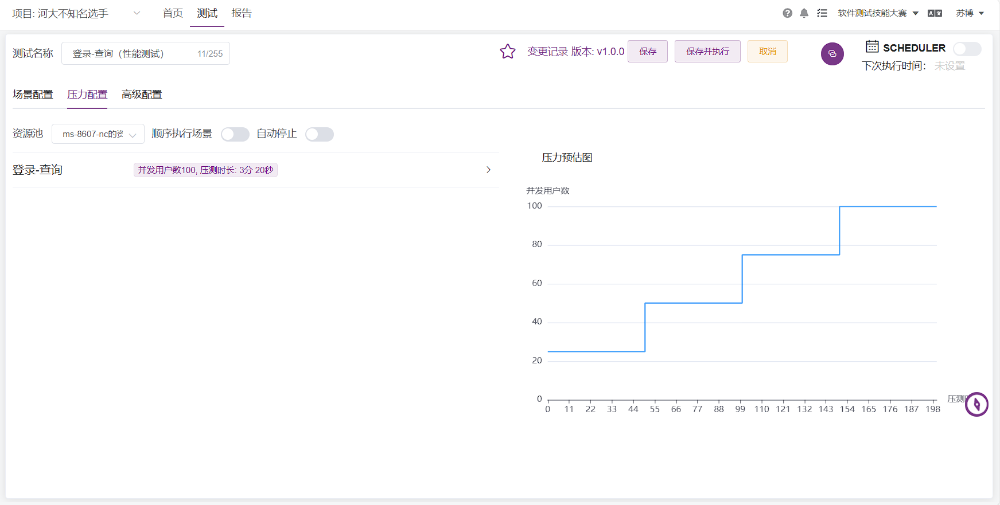 项目: 河大不知名选手 首页 测试 报告 软件测试技能大赛 苏博
测试名称 登录-查询（性能测试） 11/255 变更记录 版本: v1.0.0 保存 保存并执行 取消 SCHEDULER
下次执行时间： 未设置
场景配置 压力配置 高级配置
资源池 ms-8607-nc的资 顺序执行场景 自动停止
登录-查询 并发用户数100, 压测时长: 3分 20秒
压力预估图
并发用户数
100
80
60
40
20
0
0 11 22 33 44 55 66 77 88 99 110 121 132 143 154 165 176 187 198
压测